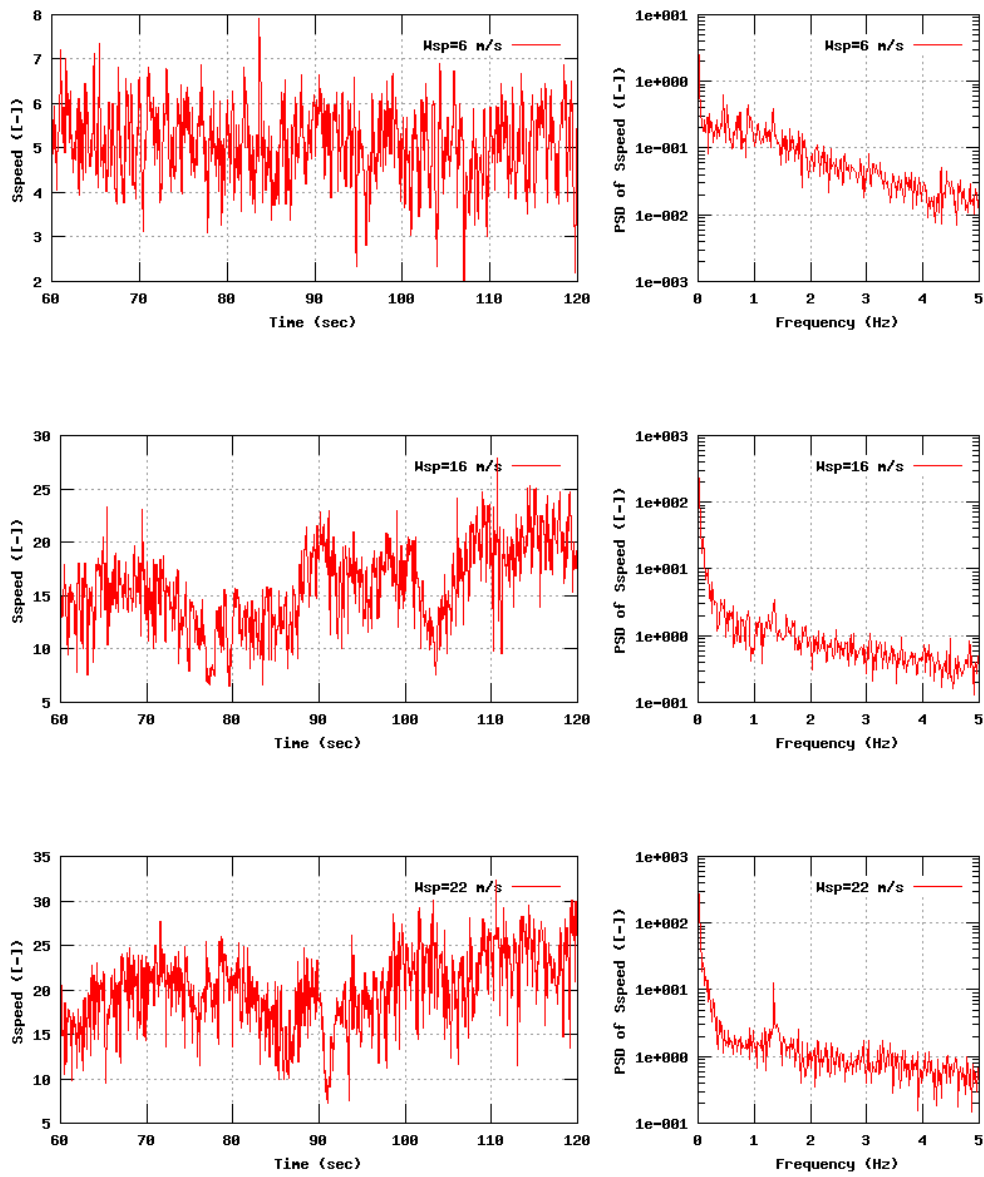 8
7
6
5
4
3
2
Sspeed ([-])
Wsp=6 m/s
60 70 80 90 100 110 120
Time (sec)
1e+001
1e+000
1e-001
1e-002
1e-003
PSD of Sspeed ([-])
Wsp=6 m/s
0 1 2 3 4 5
Frequency (Hz)
30
25
20
15
10
5
Sspeed ([-])
Wsp=16 m/s
60 70 80 90 100 110 120
Time (sec)
1e+003
1e+002
1e+001
1e+000
1e-001
PSD of Sspeed ([-])
Wsp=16 m/s
0 1 2 3 4 5
Frequency (Hz)
35
30
25
20
15
10
5
Sspeed ([-])
Wsp=22 m/s
60 70 80 90 100 110 120
Time (sec)
1e+003
1e+002
1e+001
1e+000
1e-001
PSD of Sspeed ([-])
Wsp=22 m/s
0 1 2 3 4 5
Frequency (Hz)